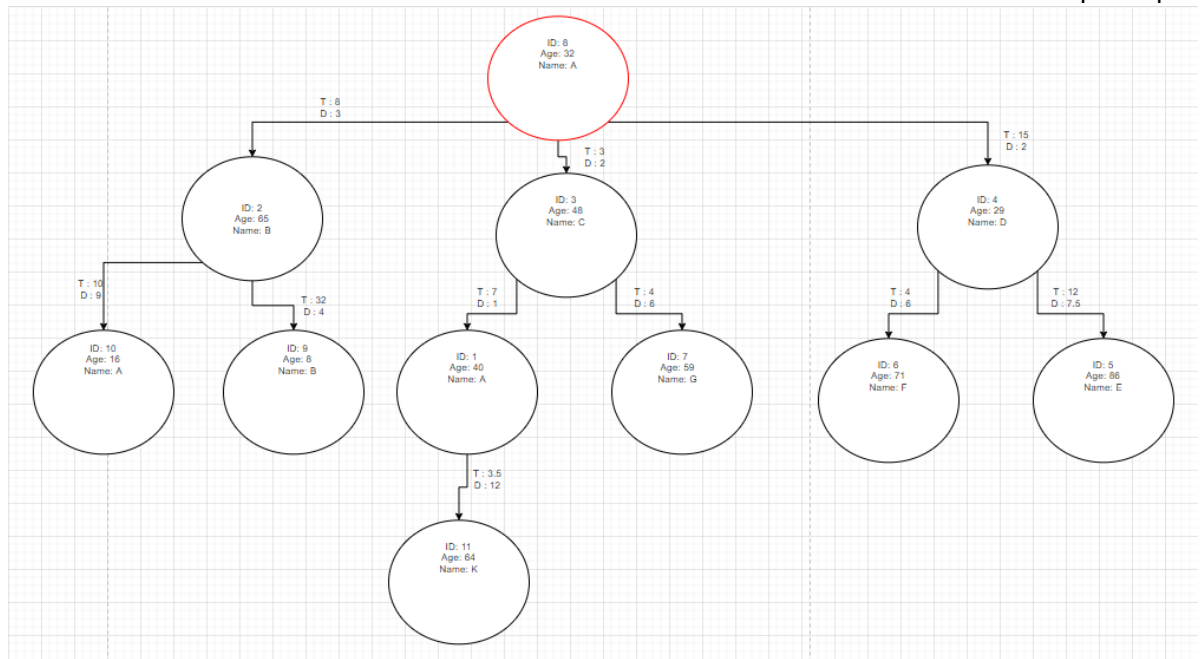 ID: 8
Age: 32
Name: A
T : 8
D : 3
T : 3
D : 2
T : 15
D : 2
ID: 2
Age: 65
Name: B
ID: 3
Age: 48
Name: C
ID: 4
Age: 29
Name: D
T : 10
D : 9
T : 32
D : 4
T : 7
D : 1
T : 4
D : 6
T : 4
D : 6
T : 12
D : 7.5
ID: 10
Age: 16
Name: A
ID: 9
Age: 8
Name: B
ID: 1
Age: 40
Name: A
ID: 7
Age: 59
Name: G
ID: 6
Age: 71
Name: F
ID: 5
Age: 86
Name: E
T : 3.5
D : 12
ID: 11
Age: 64
Name: K